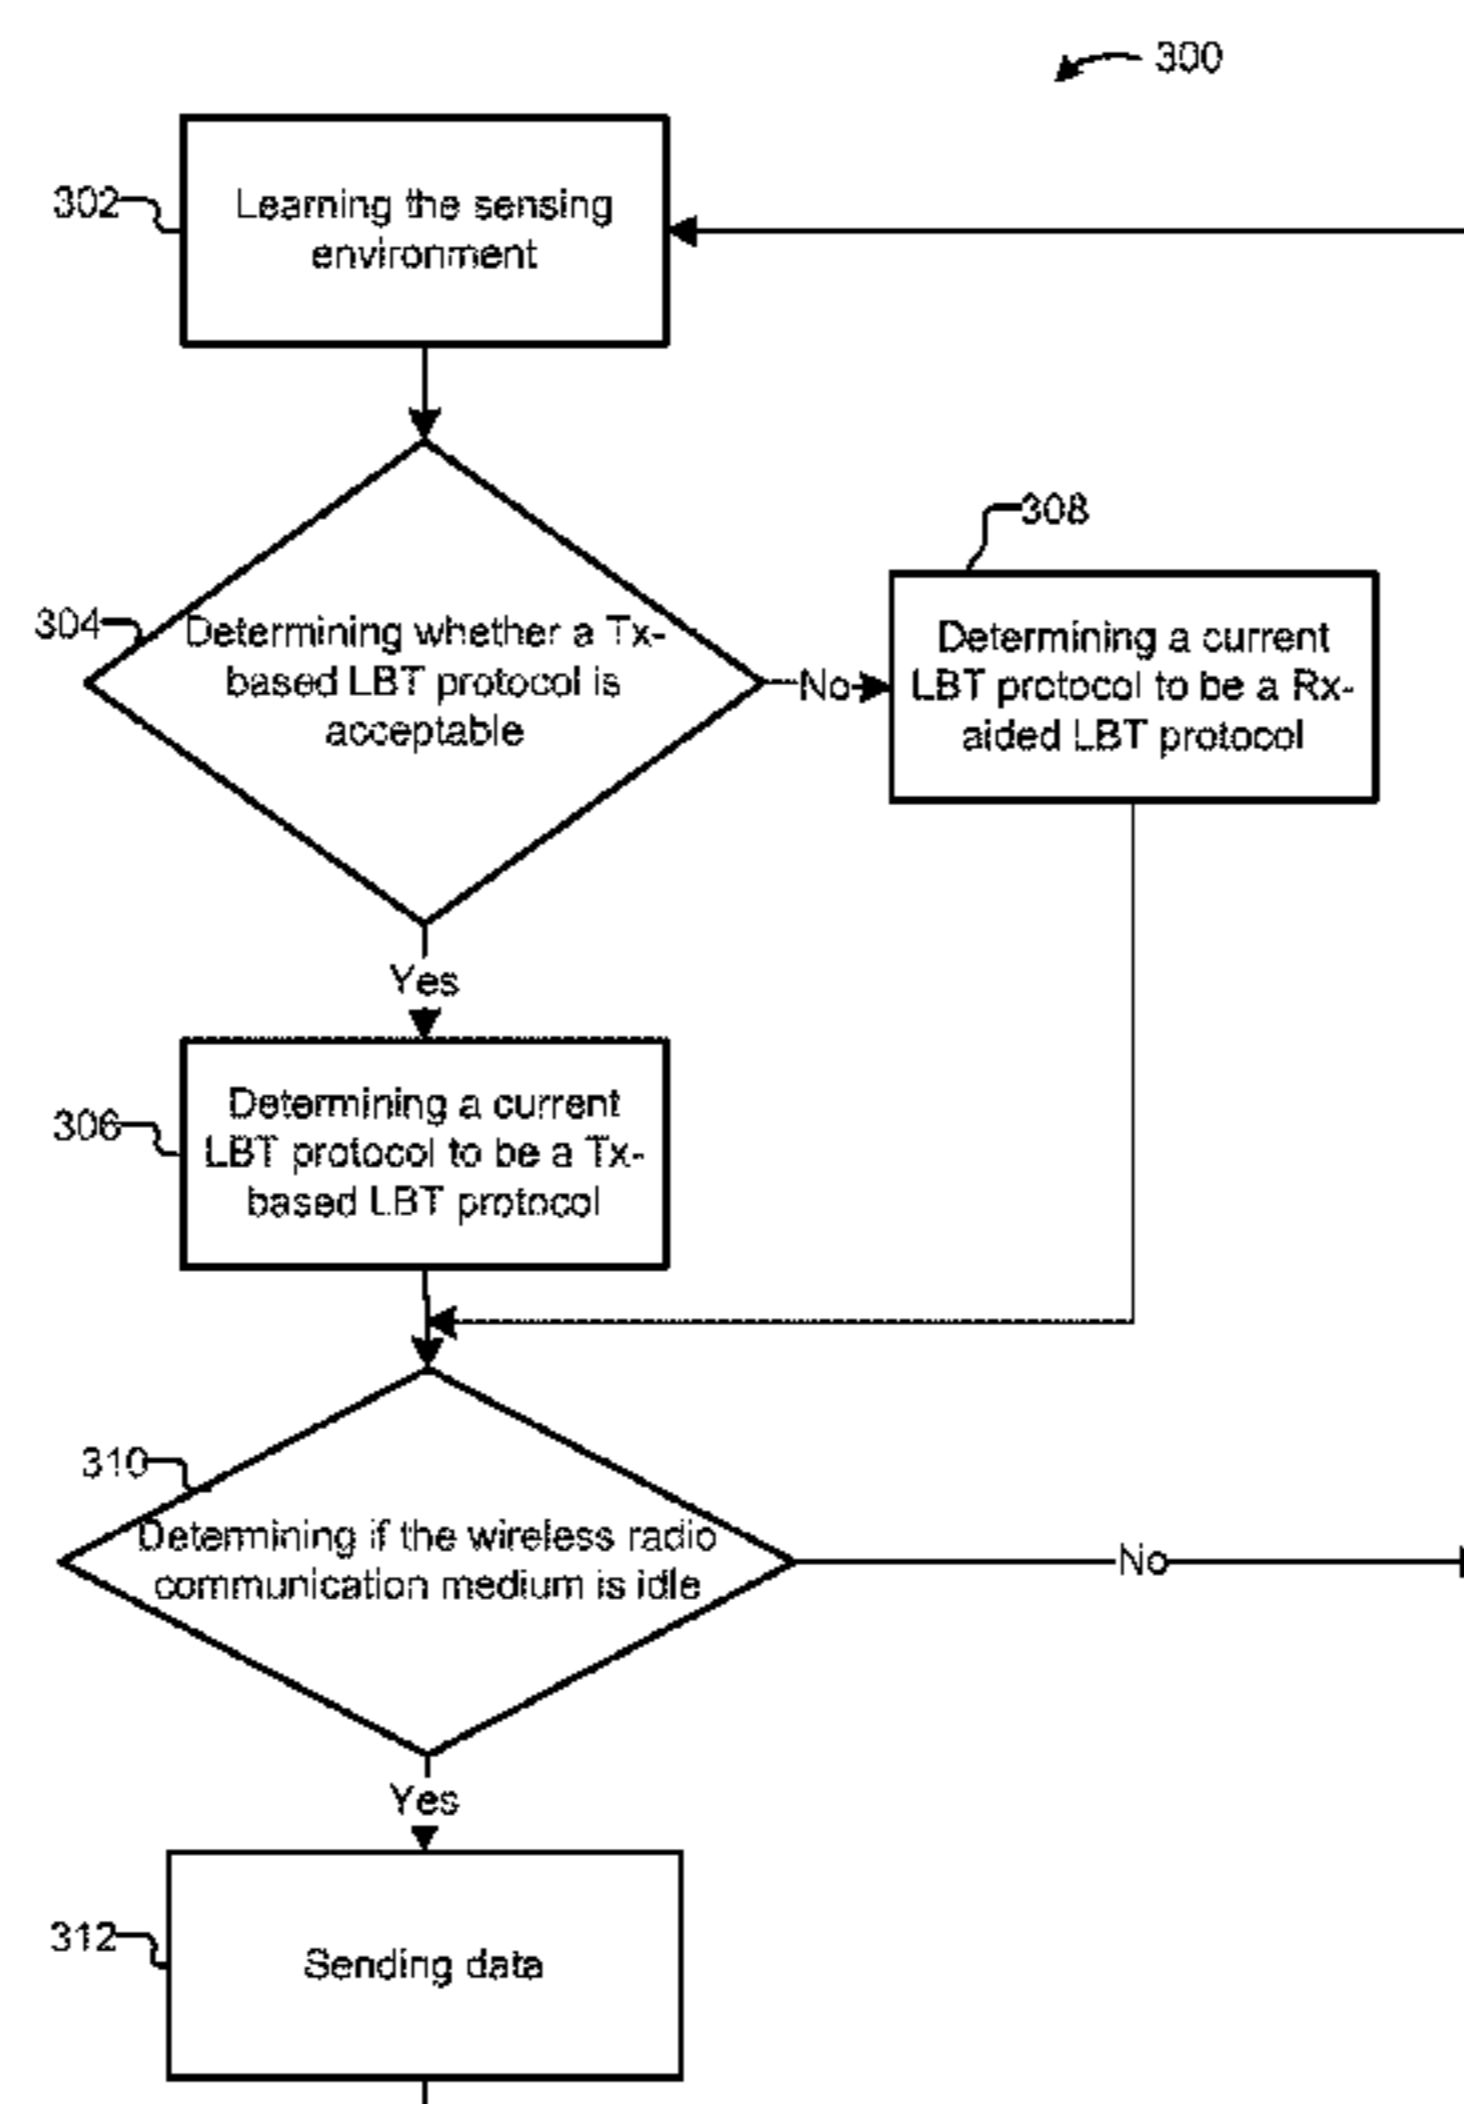 300
302
Learning the sensing
environment
308
304
Determining whether a Tx-
based LBT protocol is
acceptable
No
Determining a current
LBT protocol to be a Rx-
aided LBT protocol
Yes
306
Determining a current
LBT protocol to be a Tx-
based LBT protocol
310
Determining if the wireless radio
communication medium is idle
No
Yes
312
Sending data